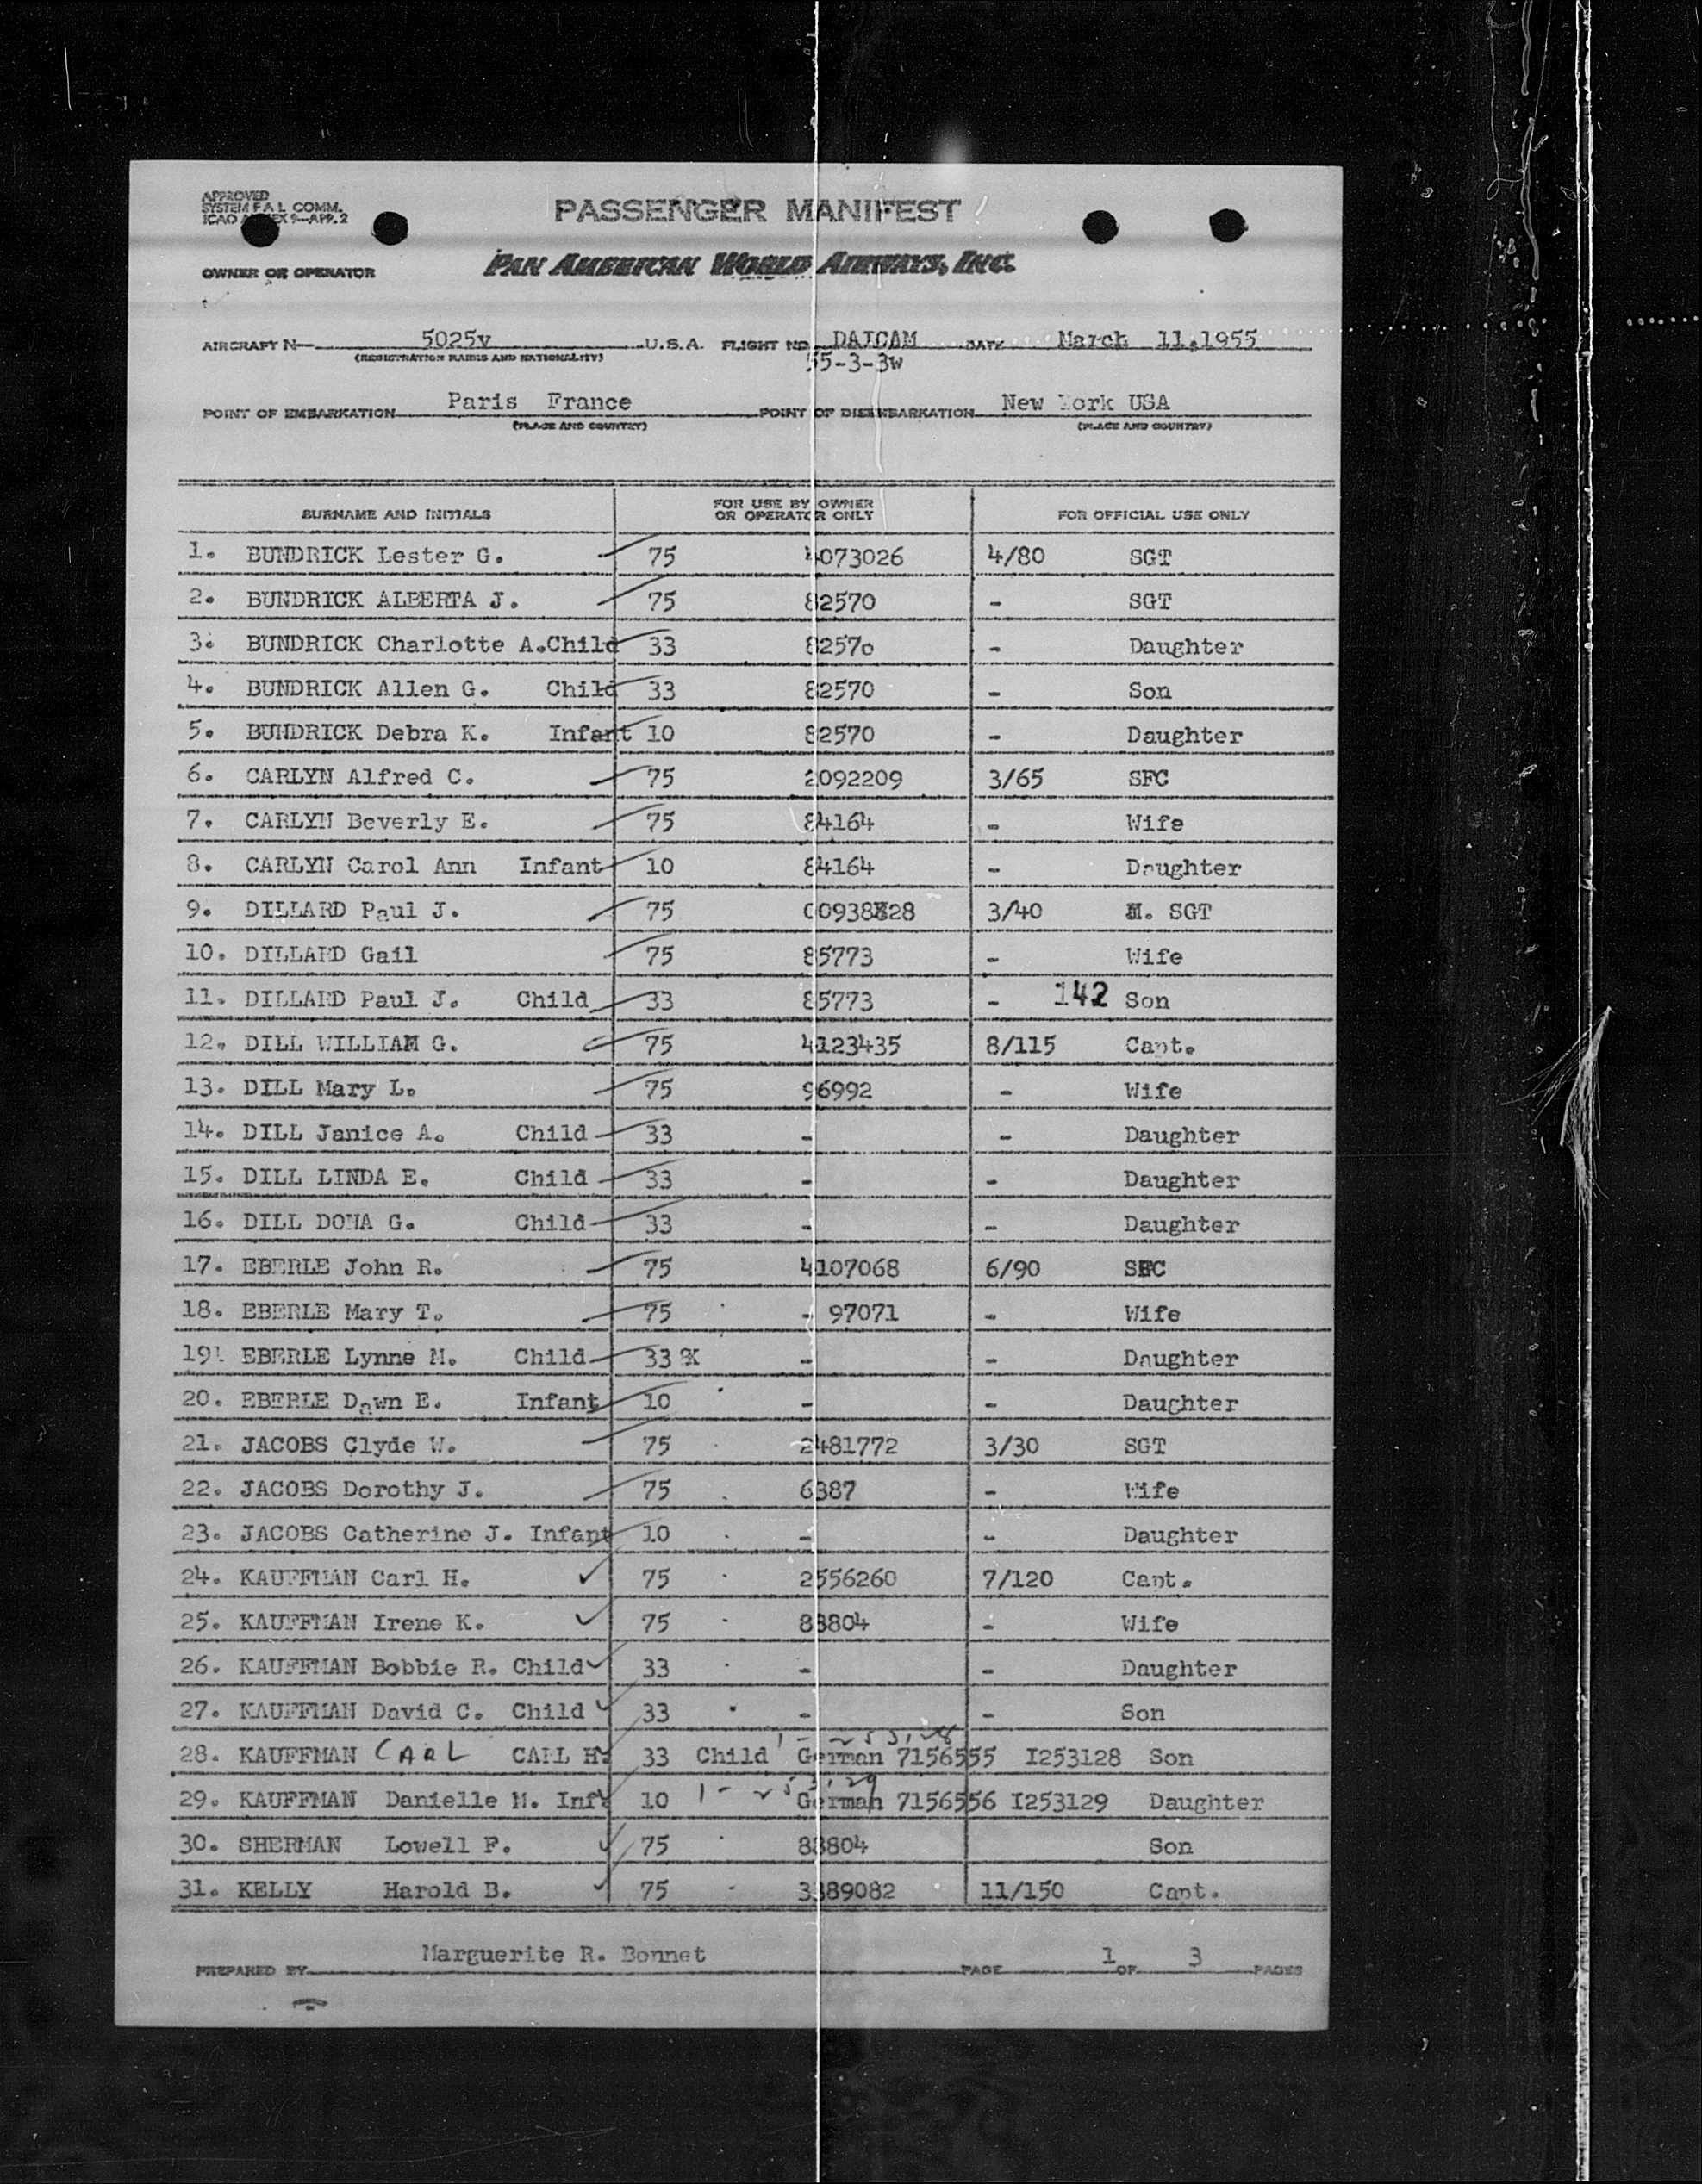 APPROVED
SYSTEM F A L COMM.
ICAO ANNEX 9—APP. 2
PASSENGER MANIFEST
OWNER OR OPERATOR PAN AMERICAN WORLD AIRWAYS, INC.
AIRCRAFT N— 5025v U.S.A. FLIGHT NO DAICAM DATE March 11,1955
(REGISTRATION MARKS AND NATIONALITY) 55-3-3w
POINT OF EMBARKATION Paris France POINT OF DISEMBARKATION New York USA
(PLACE AND COUNTRY) (PLACE AND COUNTRY)
SURNAME AND INITIALS FOR USE BY OWNER OR OPERATOR ONLY FOR OFFICIAL USE ONLY
1. BUNDRICK Lester G. 75 4073026 4/80 SGT
2. BUNDRICK ALBERTA J. 75 82570 - SGT
3. BUNDRICK Charlotte A.Child 33 82570 - Daughter
4. BUNDRICK Allen G. Child 33 82570 - Son
5. BUNDRICK Debra K. Infant 10 82570 - Daughter
6. CARLYN Alfred C. 75 2092209 3/65 SFC
7. CARLYN Beverly E. 75 84164 - Wife
8. CARLYN Carol Ann Infant 10 84164 - Daughter
9. DILLARD Paul J. 75 00938828 3/40 M. SGT
10. DILLARD Gail 75 85773 - Wife
11. DILLARD Paul J. Child 33 85773 - 142 Son
12. DILL WILLIAM G. 75 4123435 8/115 Capt.
13. DILL Mary L. 75 96992 - Wife
14. DILL Janice A. Child 33 - - Daughter
15. DILL LINDA E. Child 33 - - Daughter
16. DILL DONA G. Child 33 - - Daughter
17. EBERLE John R. 75 4107068 6/90 SFC
18. EBERLE Mary T. 75 - 97071 - Wife
19. EBERLE Lynne M. Child 33 - - Daughter
20. EBERLE Dawn E. Infant 10 - - Daughter
21. JACOBS Clyde W. 75 2481772 3/30 SGT
22. JACOBS Dorothy J. 75 6887 - Wife
23. JACOBS Catherine J. Infant 10 - - Daughter
24. KAUFFMAN Carl H. 75 2556260 7/120 Capt.
25. KAUFFMAN Irene K. 75 88804 - Wife
26. KAUFFMAN Bobbie R. Child 33 - - Daughter
27. KAUFFMAN David C. Child 33 - - Son
1-253128
28. KAUFFMAN CARL CARL H. 33 Child German 7156555 I253128 Son
1-253129
29. KAUFFMAN Danielle M. Inf. 10 German 7156556 I253129 Daughter
30. SHERMAN Lowell F. 75 88804 Son
31. KELLY Harold B. 75 3389082 11/150 Capt.
PREPARED BY Marguerite R. Bonnet PAGE 1 OF 3 PAGES